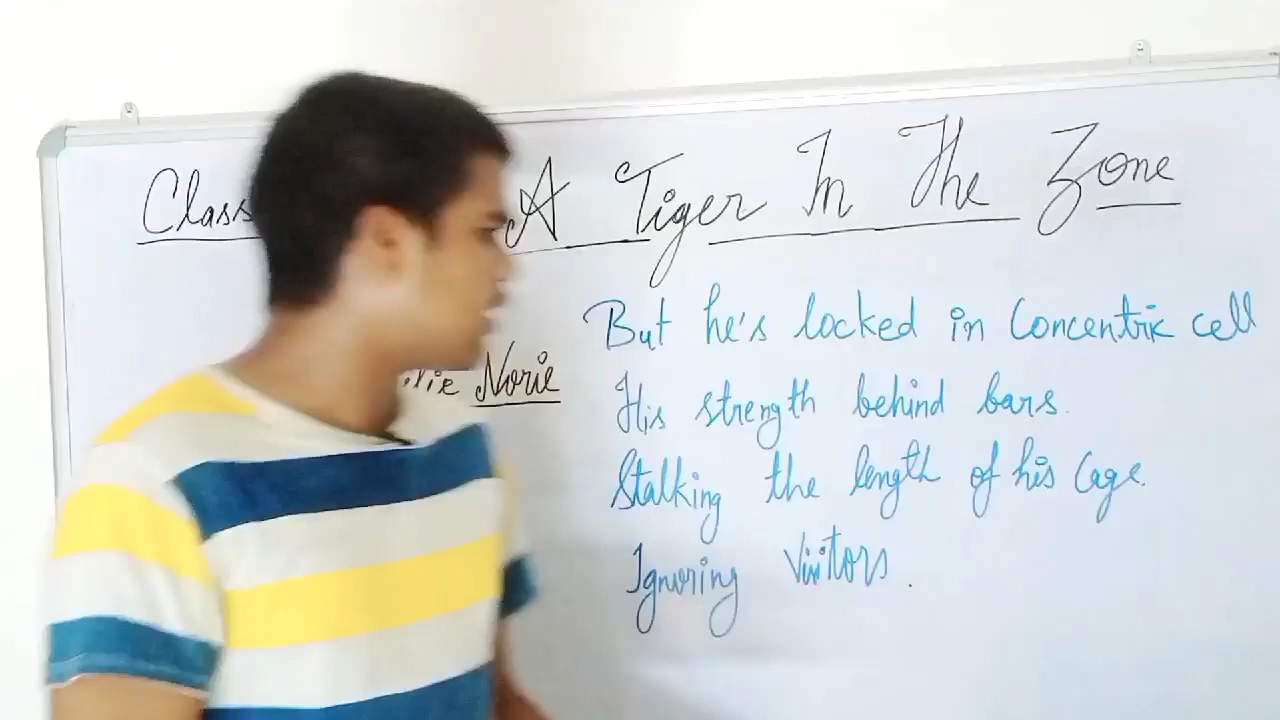 Class A Tiger In The Zone
But he's locked in Concentric cell
Norie
His strength behind bars.
Stalking the length of his Cage.
Ignoring Visitors.